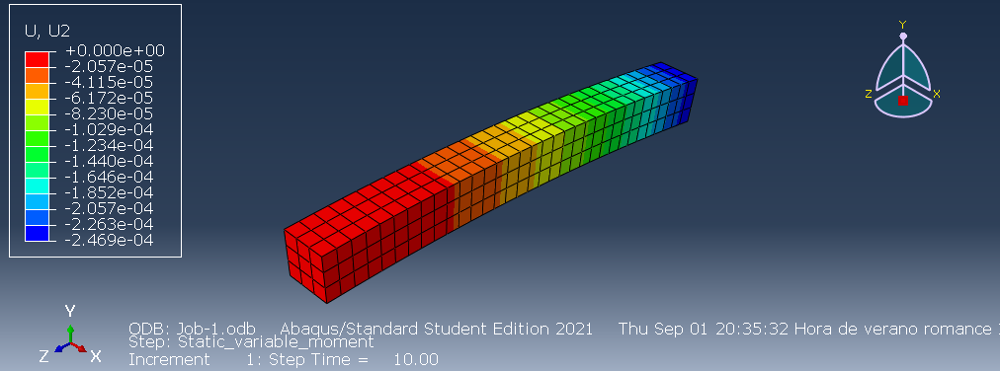 U, U2
+0.000e+00
-2.057e-05
-4.115e-05
-6.172e-05
-8.230e-05
-1.029e-04
-1.234e-04
-1.440e-04
-1.646e-04
-1.852e-04
-2.057e-04
-2.263e-04
-2.469e-04
Y
Z X
Y
Z X
ODB: Job-1.odb Abaqus/Standard Student Edition 2021 Thu Sep 01 20:35:32 Hora de verano romance
Step: Static_variable_moment
Increment 1: Step Time = 10.00